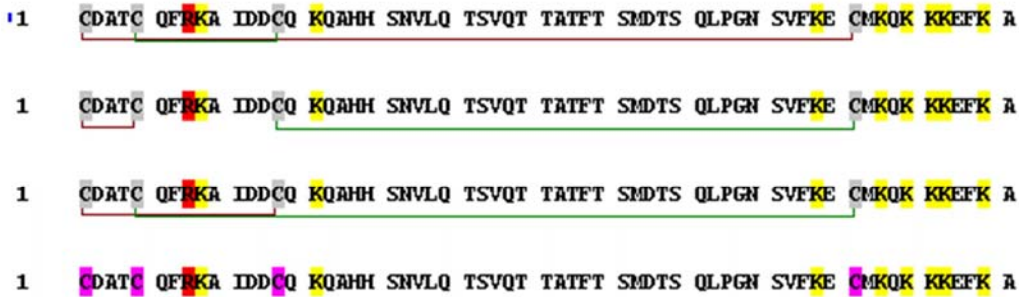 1 CDATC QFRKA IDDCQ KQAHH SNVLQ TSVQT TATFT SMDTS QLPGN SVFKE CMKQK KKEFK A
1 CDATC QFRKA IDDCQ KQAHH SNVLQ TSVQT TATFT SMDTS QLPGN SVFKE CMKQK KKEFK A
1 CDATC QFRKA IDDCQ KQAHH SNVLQ TSVQT TATFT SMDTS QLPGN SVFKE CMKQK KKEFK A
1 CDATC QFRKA IDDCQ KQAHH SNVLQ TSVQT TATFT SMDTS QLPGN SVFKE CMKQK KKEFK A